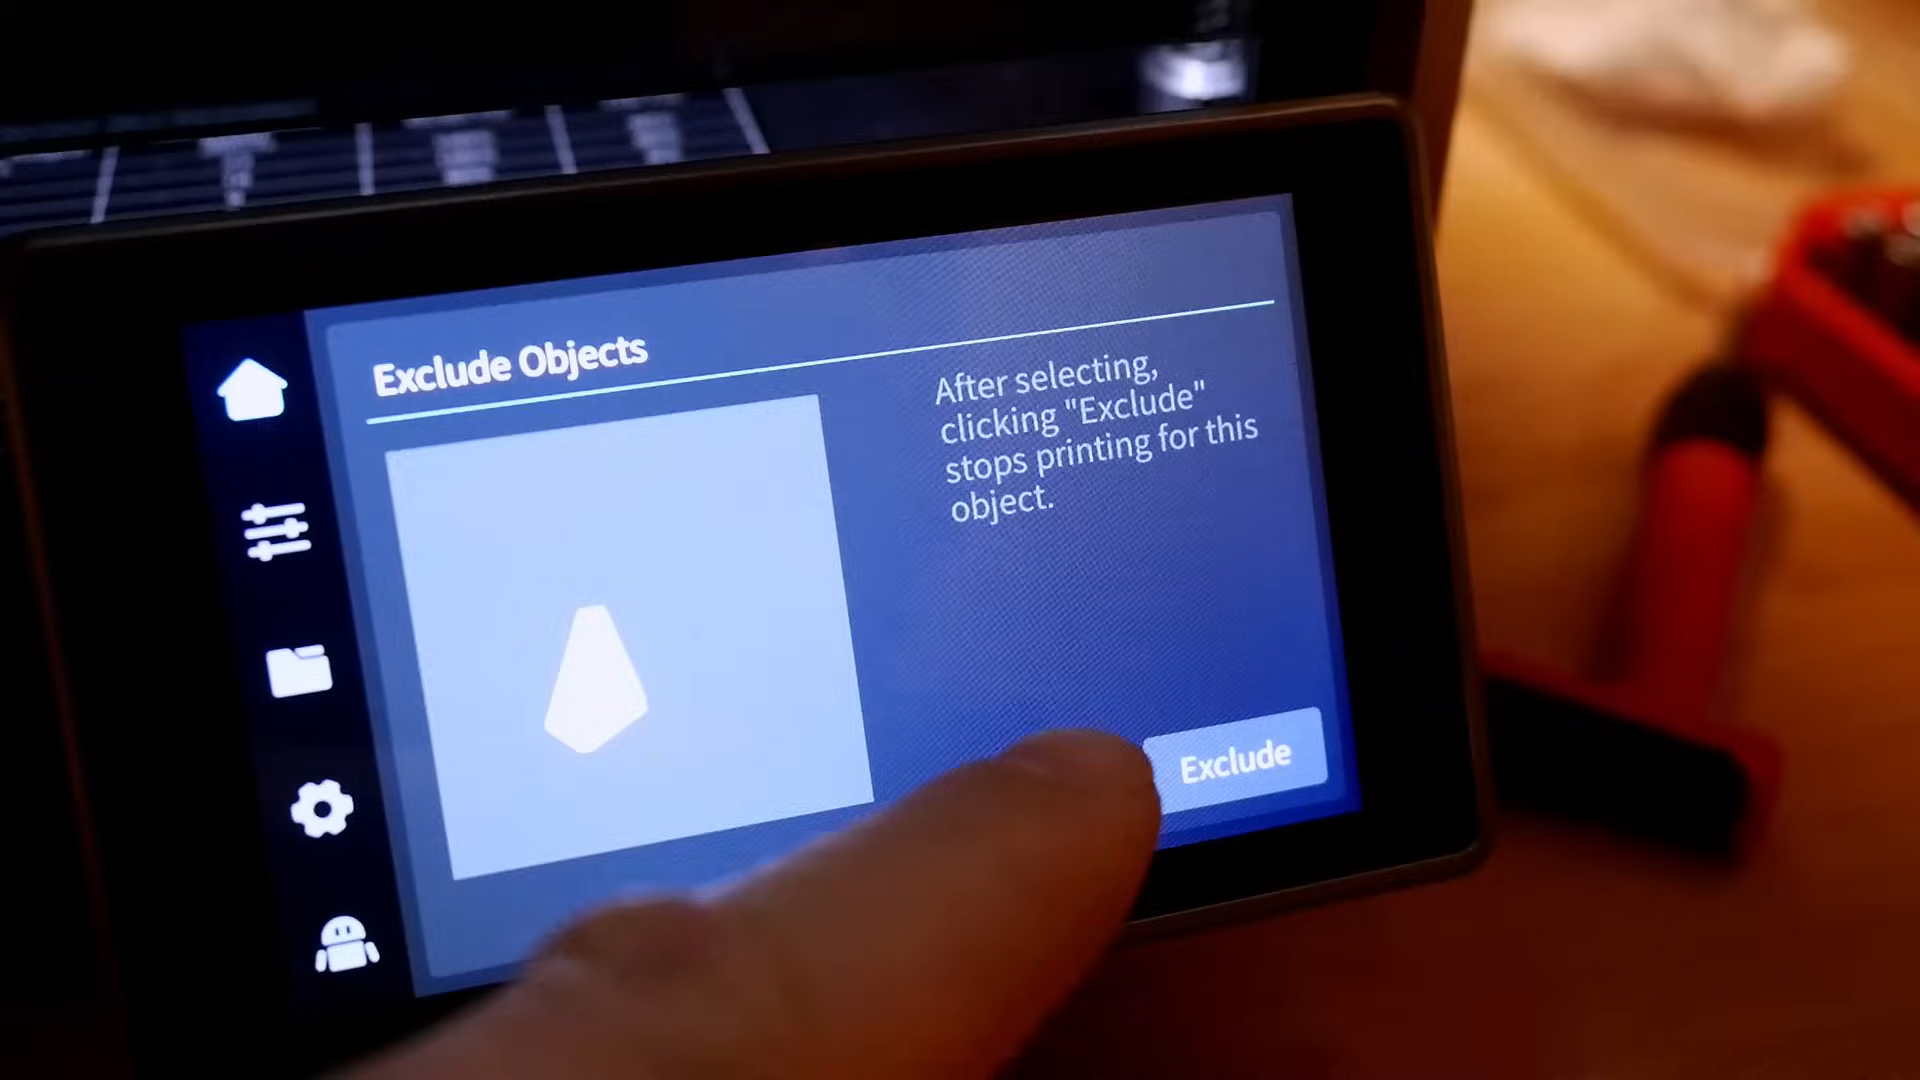 Exclude Objects
After selecting,
clicking "Exclude"
stops printing for this
object.
Exclude